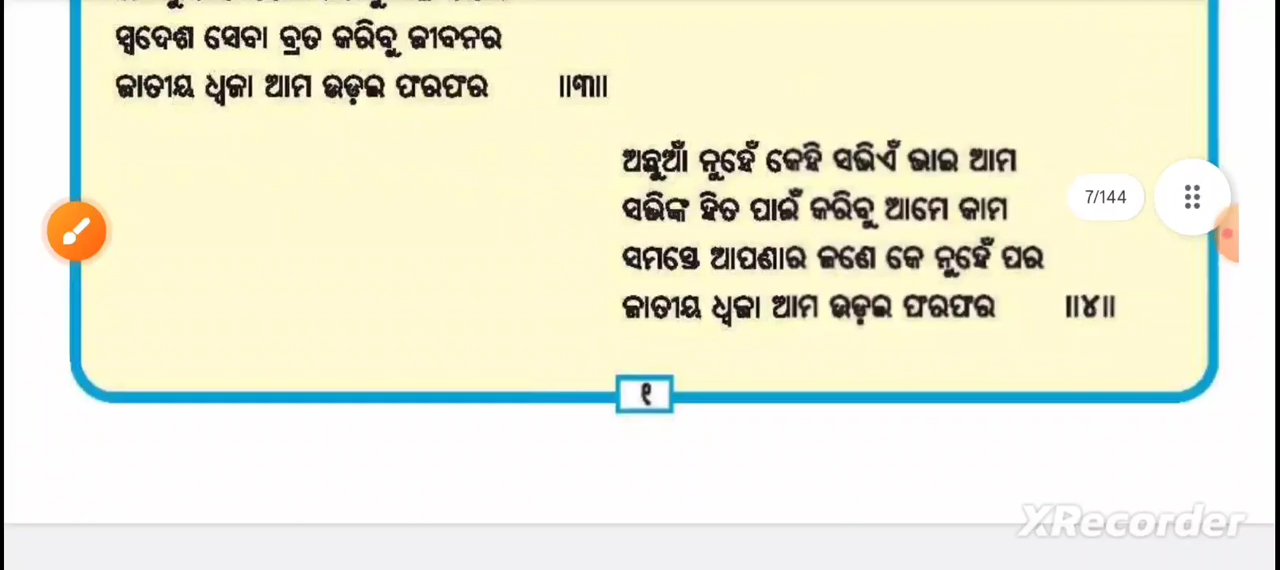 ସ୍ୱଦେଶ ସେବା ବ୍ରତ କରିବୁ ଜୀବନର
ଜାତୀୟ ଧ୍ୱଜା ଆମ ଉଡ଼ଇ ଫରଫର ॥୩॥
ଅଛୁଆଁ ନୁହେଁ କେହି ସଭିଏଁ ଭାଇ ଆମ
7/144
ସଭିଙ୍କ ହିତ ପାଇଁ କରିବୁ ଆମେ କାମ
ସମସ୍ତେ ଆପଣାର ଜଣେ କେ ନୁହେଁ ପର
ଜାତୀୟ ଧ୍ୱଜା ଆମ ଉଡ଼ଇ ଫରଫର ॥୪॥
୧
XRecorder